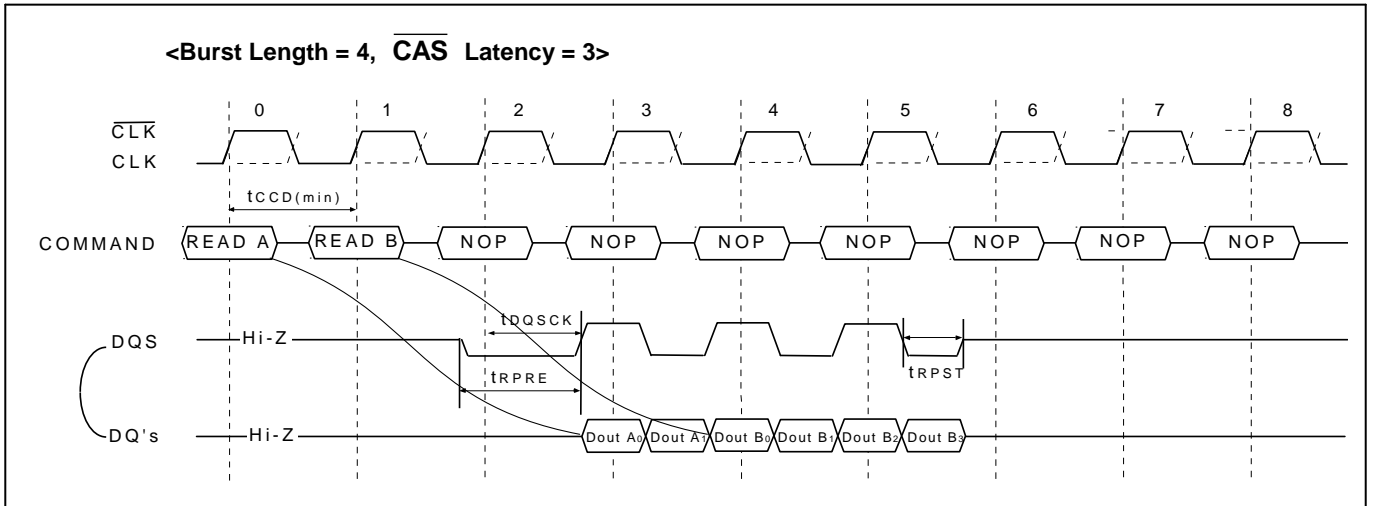 <Burst Length = 4, CAS Latency = 3>
0 1 2 3 4 5 6 7 8
CLK
CLK
tCCD(min)
COMMAND READ A READ B NOP NOP NOP NOP NOP NOP NOP
tDQSCK
DQS Hi-Z
tRPRE tRPST
DQ's Hi-Z Dout A0 Dout A1 Dout B0 Dout B1 Dout B2 Dout B3